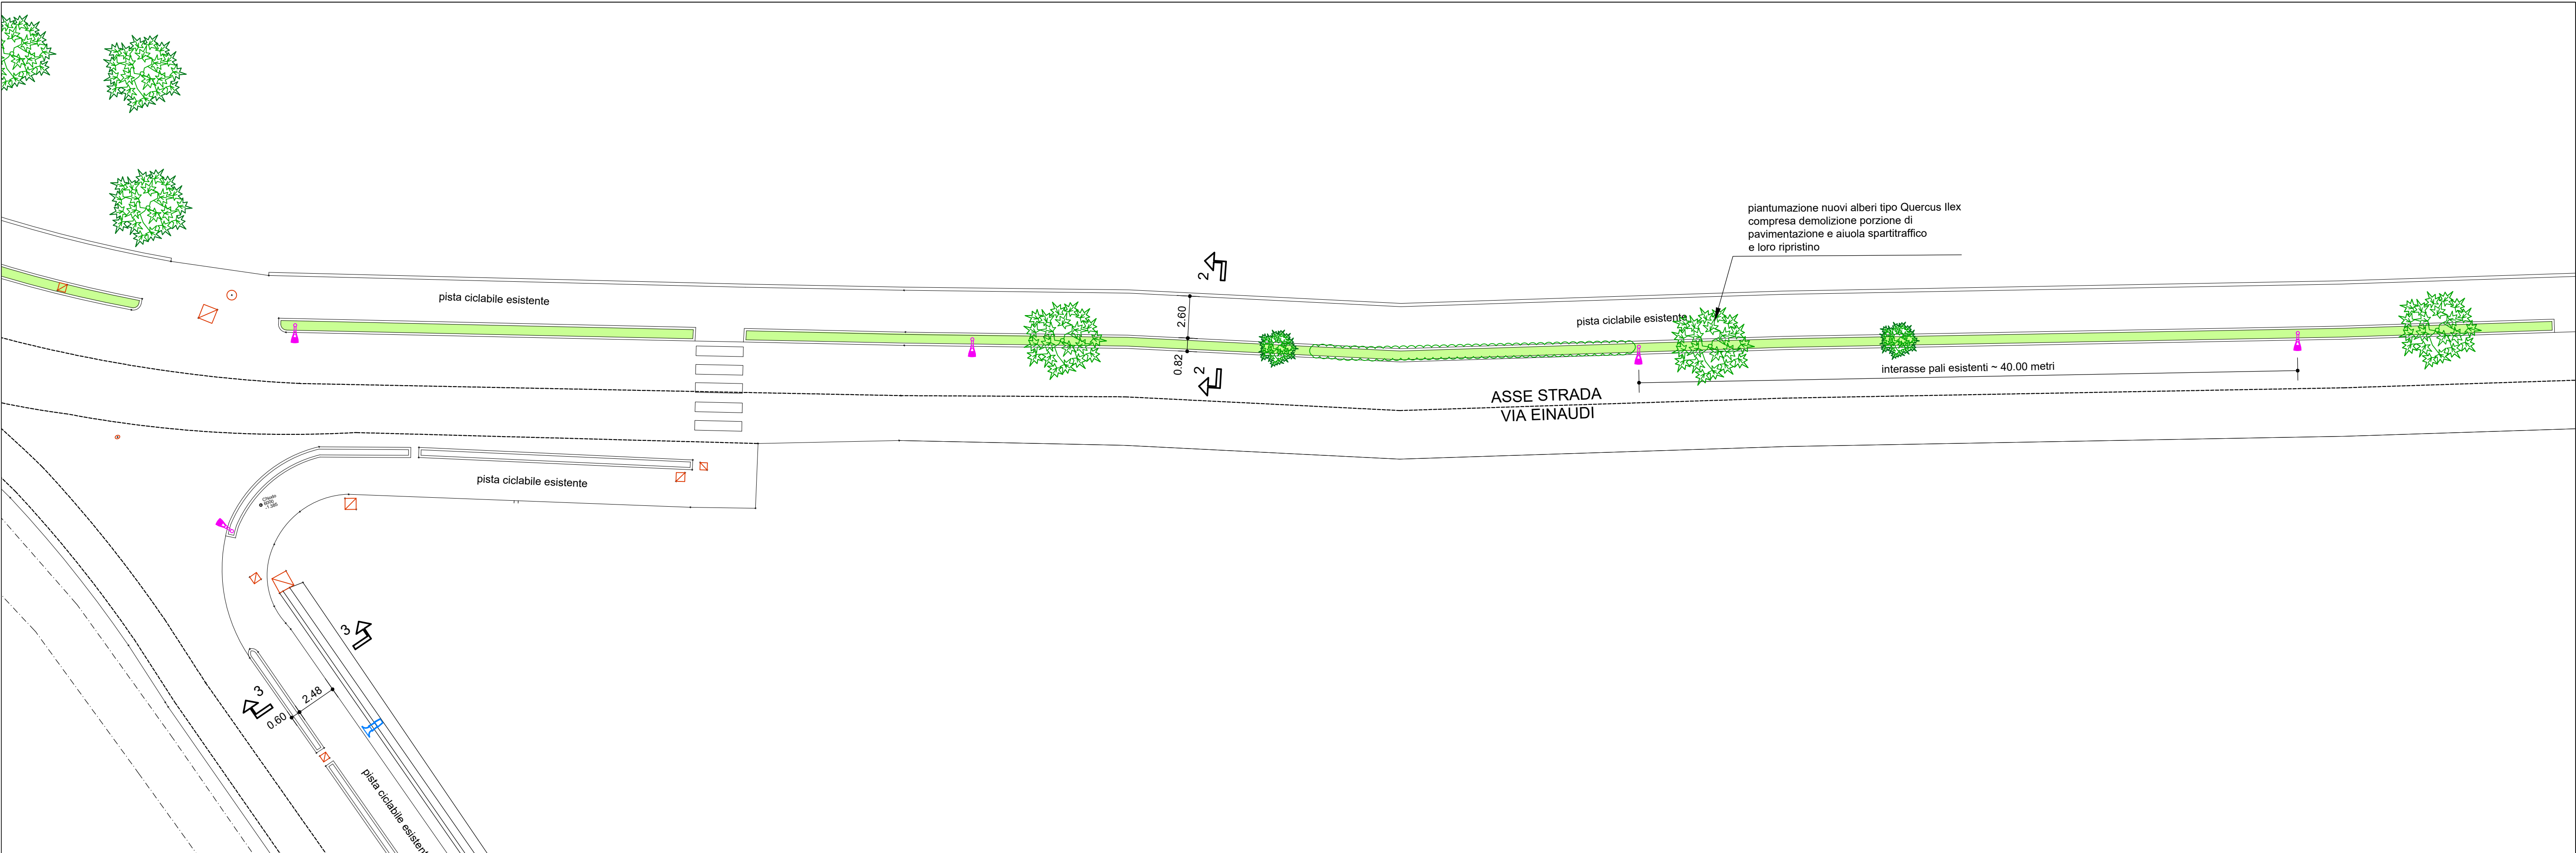 piantumazione nuovi alberi tipo Quercus Ilex
compresa demolizione porzione di
pavimentazione e aiuola spartitraffico
e loro ripristino
2
pista ciclabile esistente
2.60
pista ciclabile esistente
0.82
2
interasse pali esistenti ~ 40.00 metri
ASSE STRADA
VIA EINAUDI
pista ciclabile esistente
3
3
2.48
0.60
pista ciclabile esistente